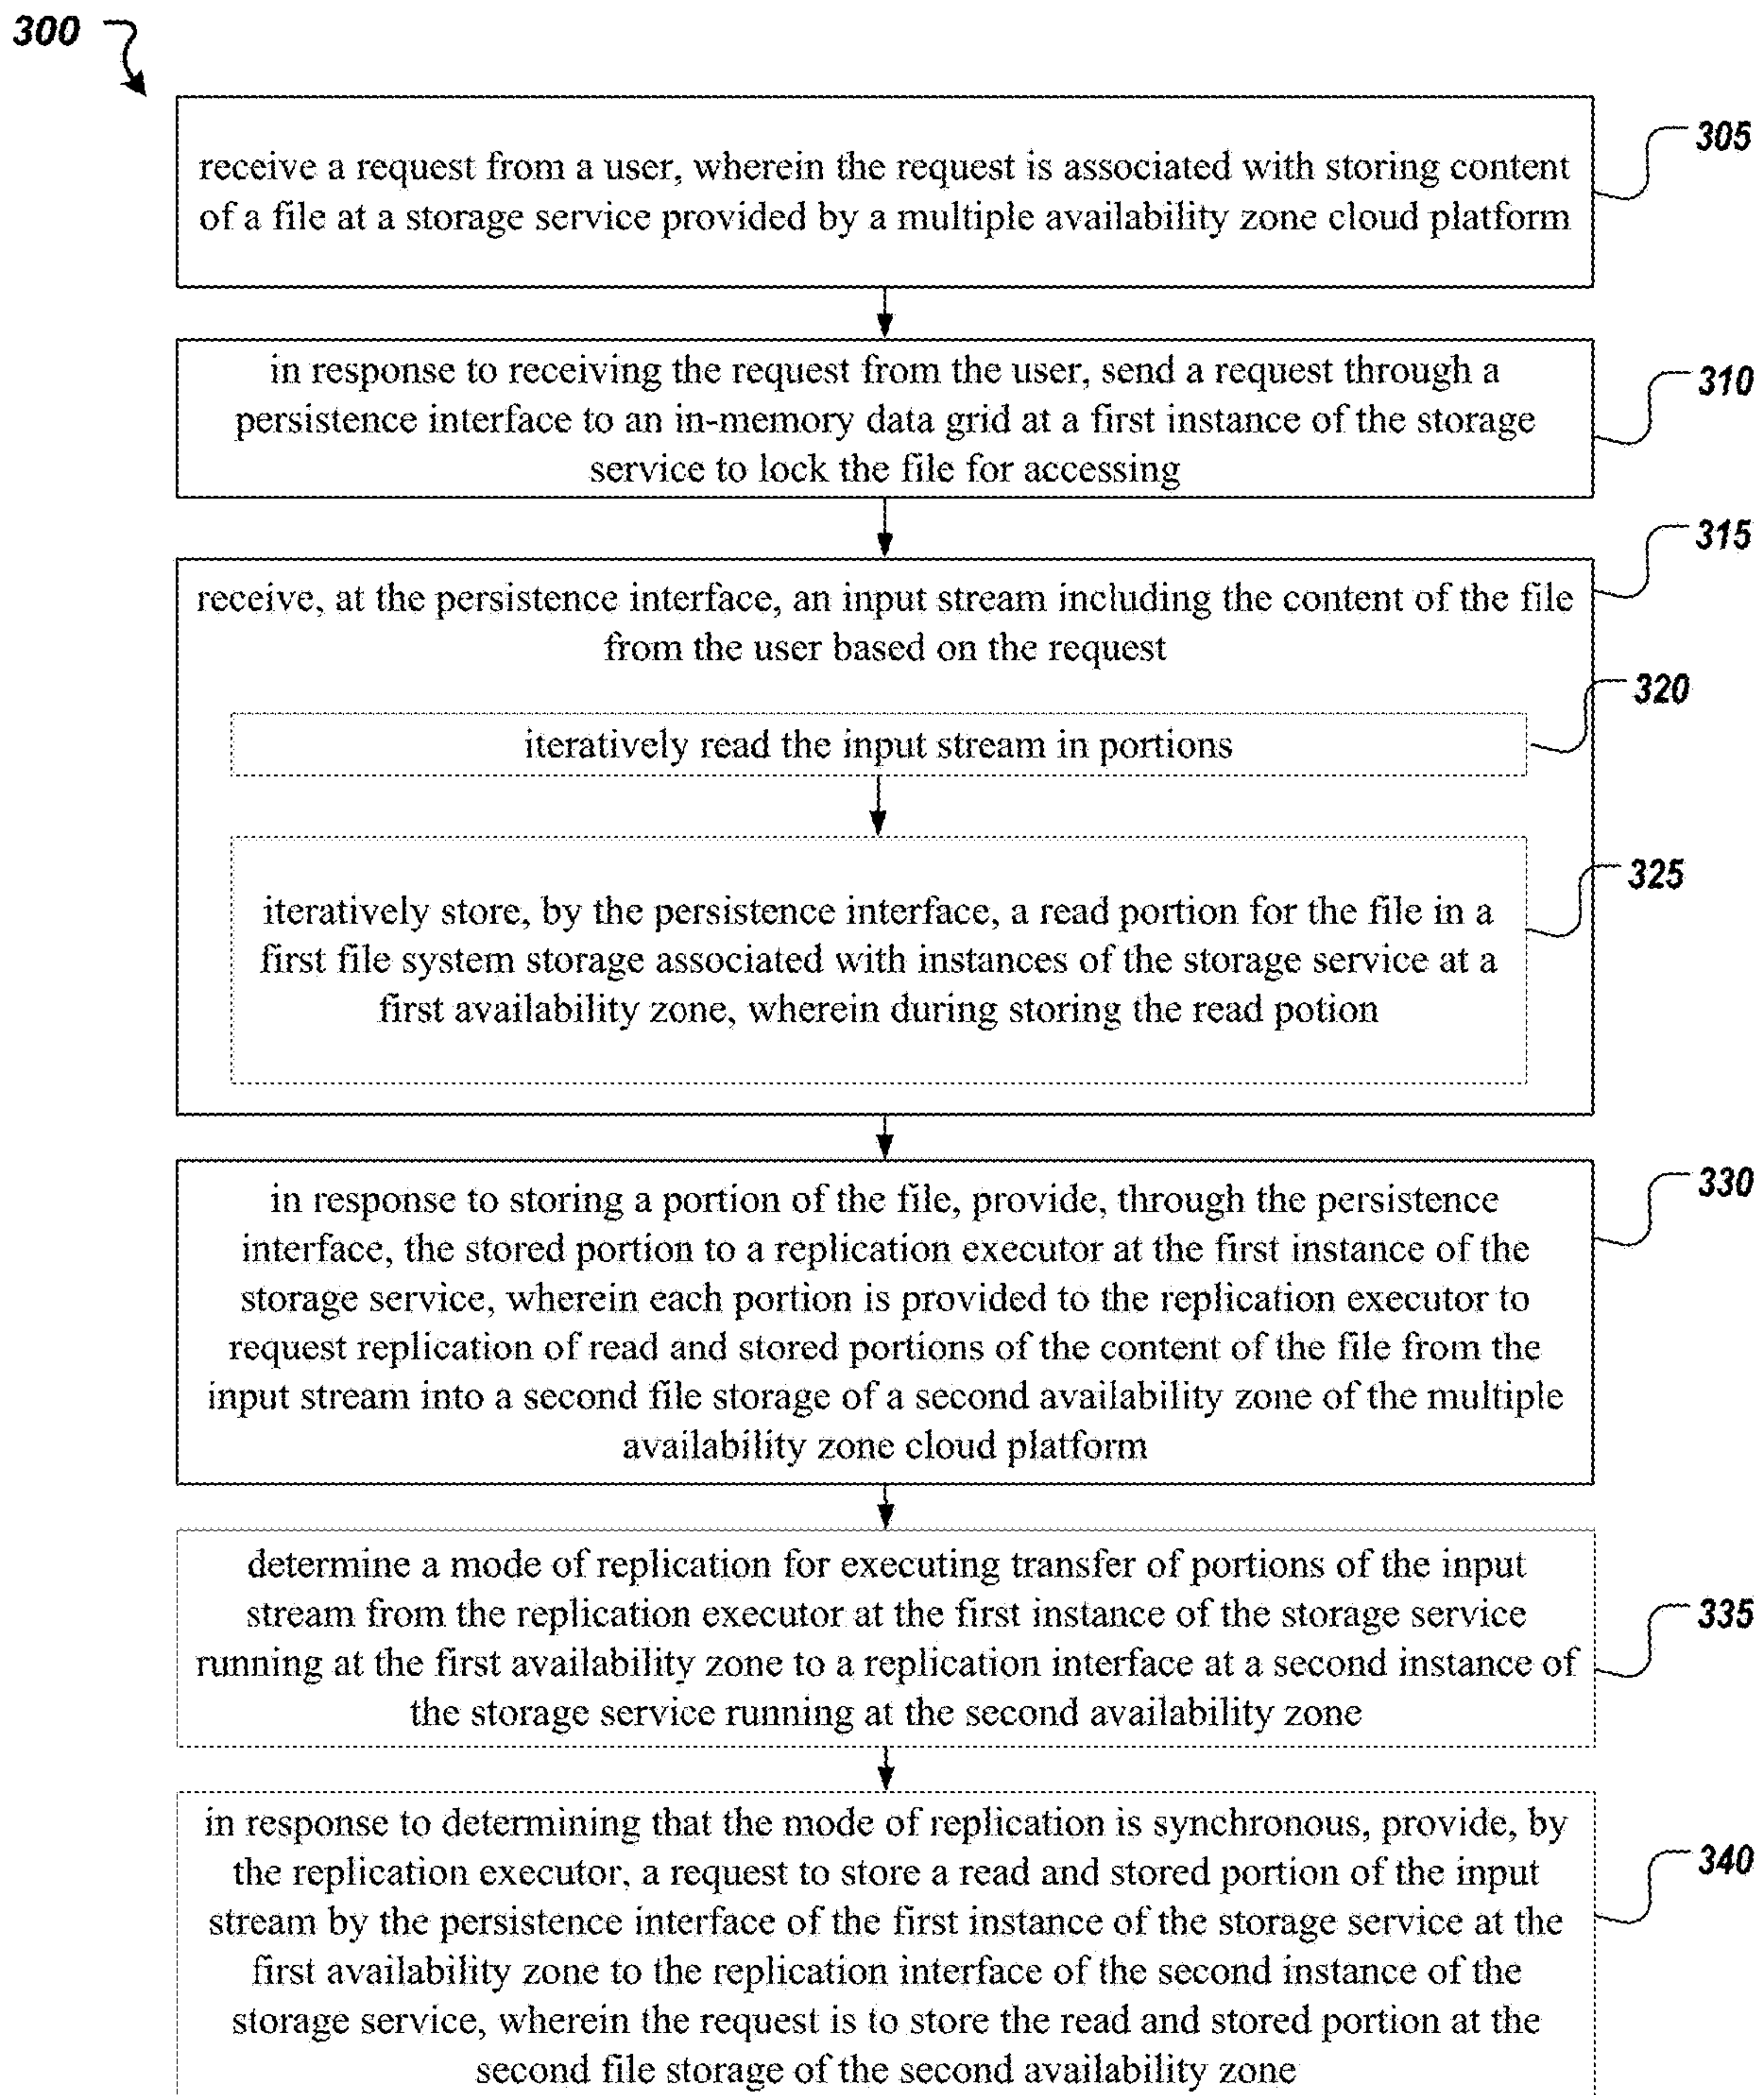 300
305
receive a request from a user, wherein the request is associated with storing content
of a file at a storage service provided by a multiple availability zone cloud platform
310
in response to receiving the request from the user, send a request through a
persistence interface to an in-memory data grid at a first instance of the storage
service to lock the file for accessing
315
receive, at the persistence interface, an input stream including the content of the file
from the user based on the request
320
iteratively read the input stream in portions
325
iteratively store, by the persistence interface, a read portion for the file in a
first file system storage associated with instances of the storage service at a
first availability zone, wherein during storing the read potion
330
in response to storing a portion of the file, provide, through the persistence
interface, the stored portion to a replication executor at the first instance of the
storage service, wherein each portion is provided to the replication executor to
request replication of read and stored portions of the content of the file from the
input stream into a second file storage of a second availability zone of the multiple
availability zone cloud platform
determine a mode of replication for executing transfer of portions of the input
stream from the replication executor at the first instance of the storage service
335
running at the first availability zone to a replication interface at a second instance of
the storage service running at the second availability zone
in response to determining that the mode of replication is synchronous, provide, by
340
the replication executor, a request to store a read and stored portion of the input
stream by the persistence interface of the first instance of the storage service at the
first availability zone to the replication interface of the second instance of the
storage service, wherein the request is to store the read and stored portion at the
second file storage of the second availability zone